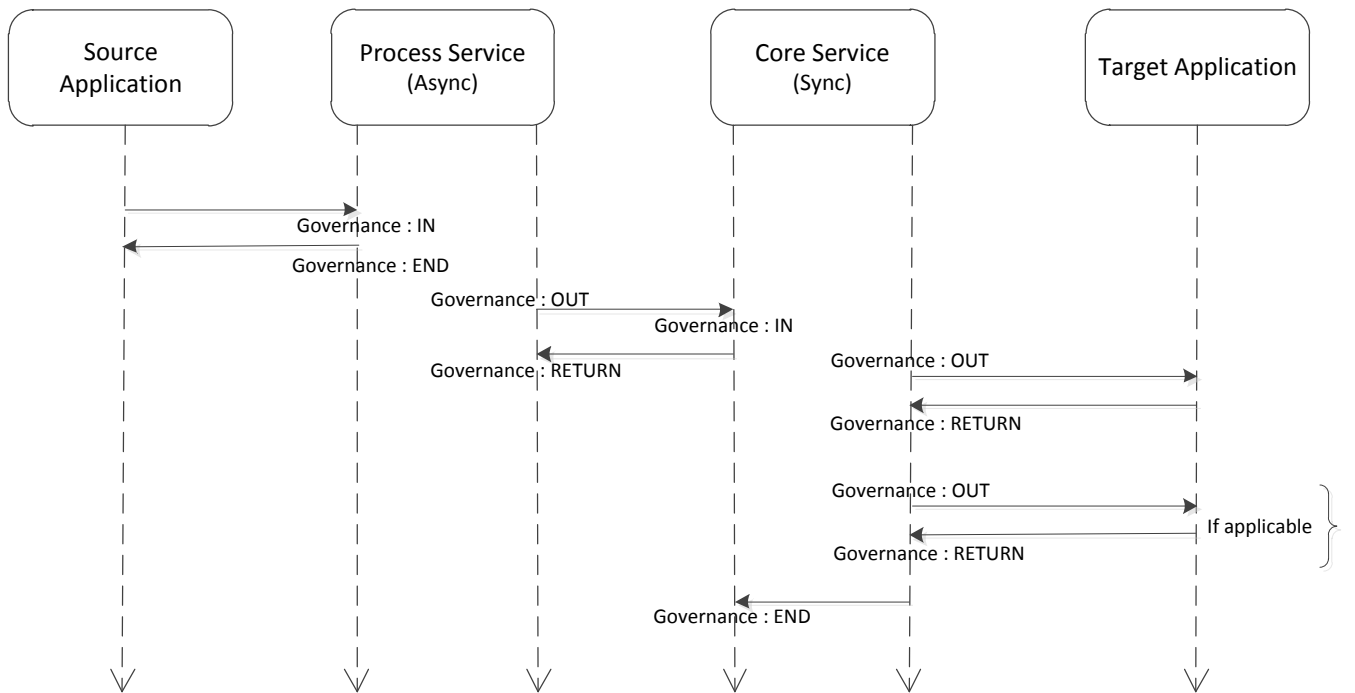 Source
Application
Process Service
(Async)
Core Service
(Sync)
Target Application
Governance : IN
Governance : END
Governance : OUT
Governance : IN
Governance : RETURN
Governance : OUT
Governance : RETURN
Governance : OUT
If applicable
Governance : RETURN
Governance : END